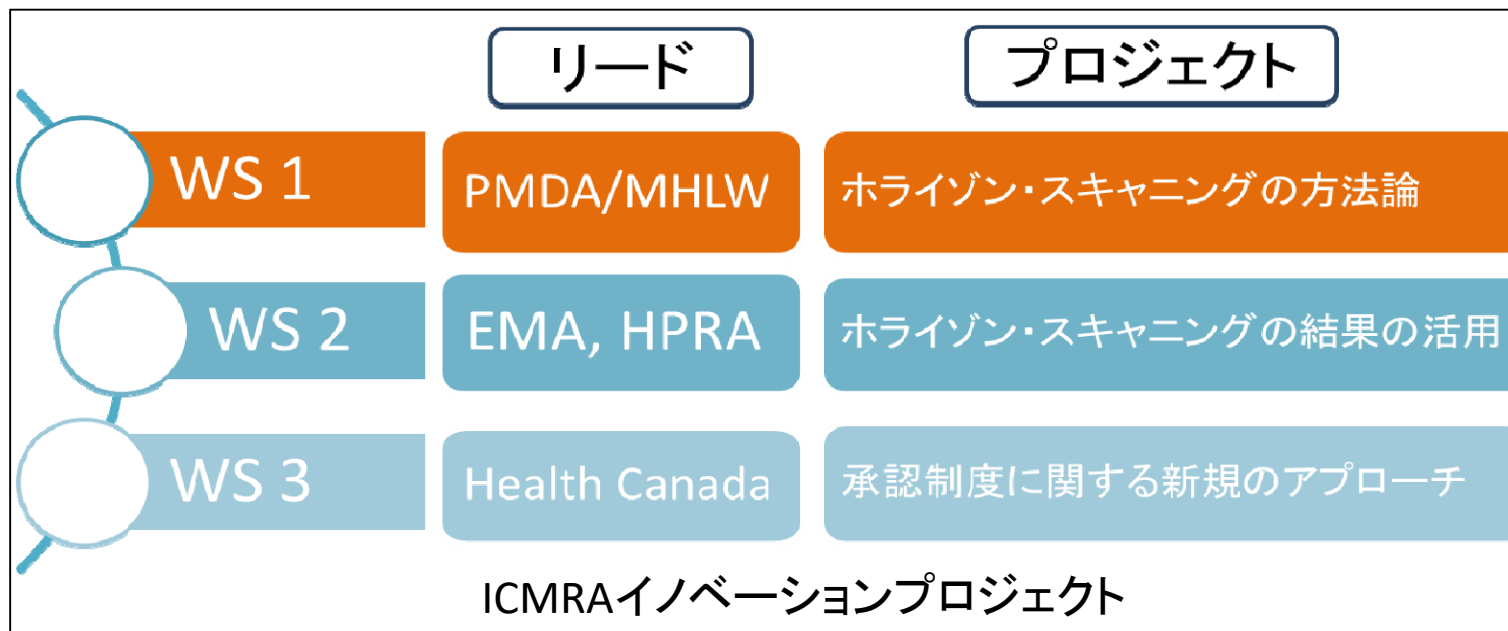 リード
プロジェクト
WS 1
PMDA/MHLW
ホライゾン・スキャニングの方法論
WS 2
EMA, HPRA
ホライゾン・スキャニングの結果の活用
WS 3
Health Canada
承認制度に関する新規のアプローチ
ICMRAイノベーションプロジェクト